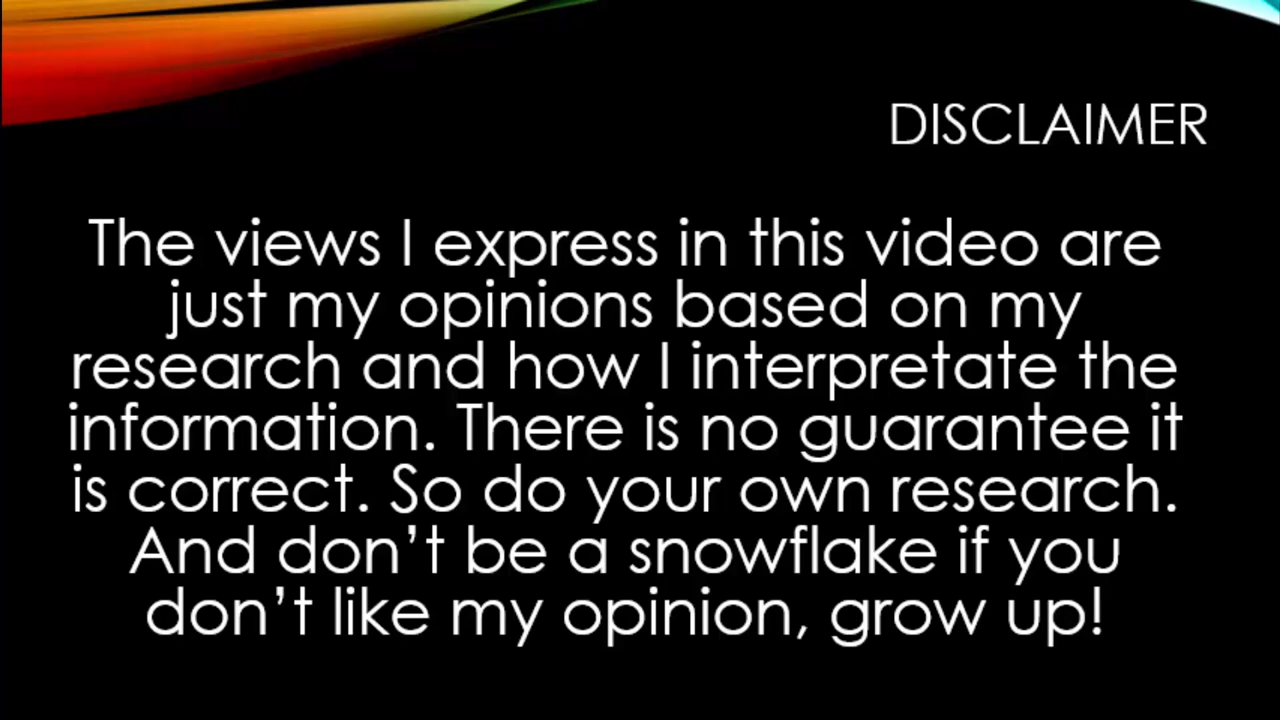 DISCLAIMER
The views I express in this video are
just my opinions based on my
research and how I interpretate the
information. There is no guarantee it
is correct. So do your own research.
And don’t be a snowflake if you
don’t like my opinion, grow up!